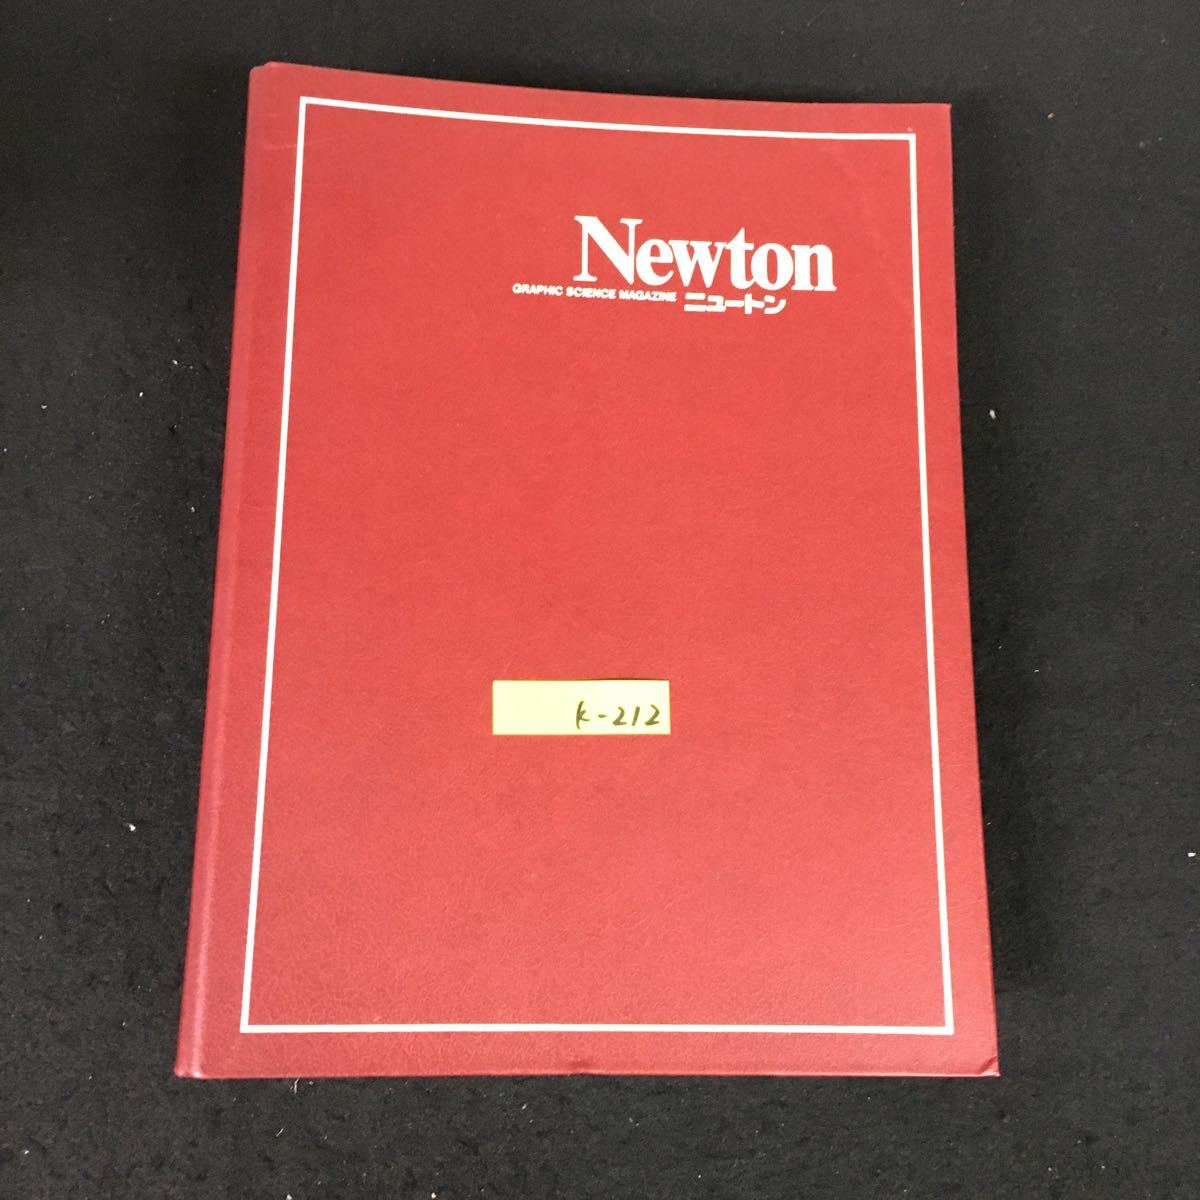 Newton
GRAPHIC SCIENCE MAGAZINE ニュートン
k-212